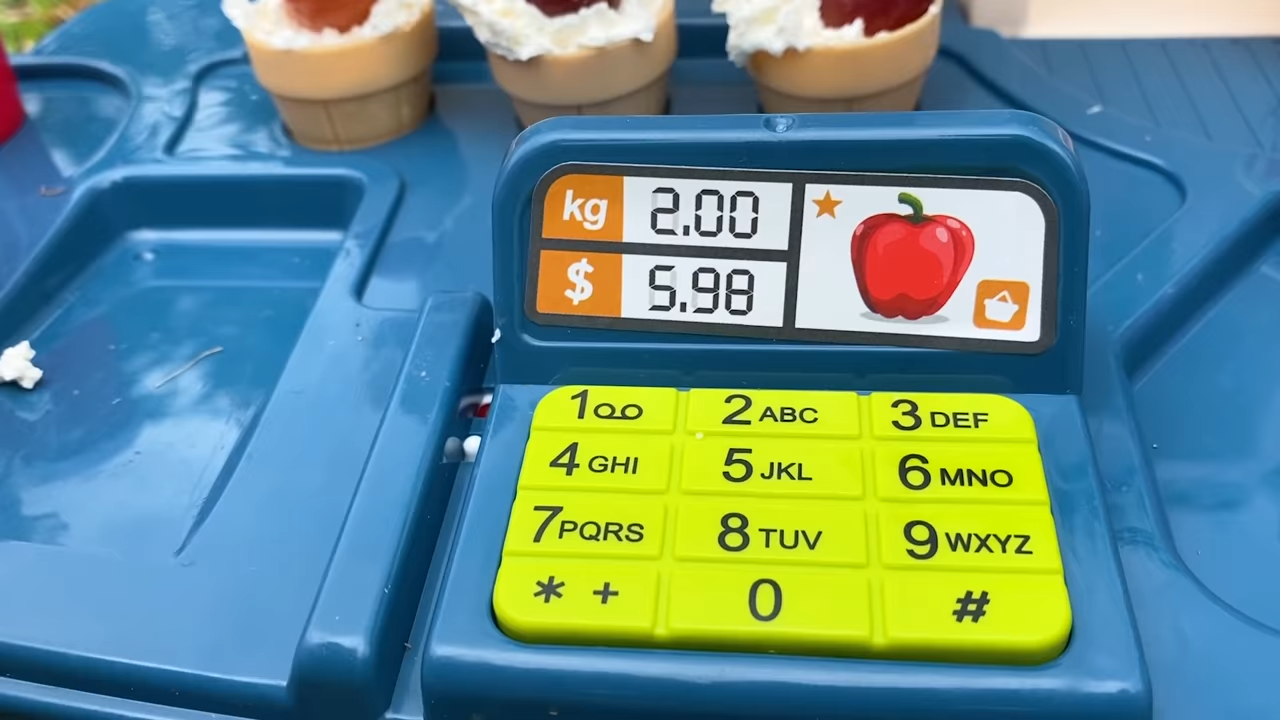 kg 2.00
$ 5.98
1 2 ABC 3 DEF
4 GHI 5 JKL 6 MNO
7 PQRS 8 TUV 9 WXYZ
* + 0 #